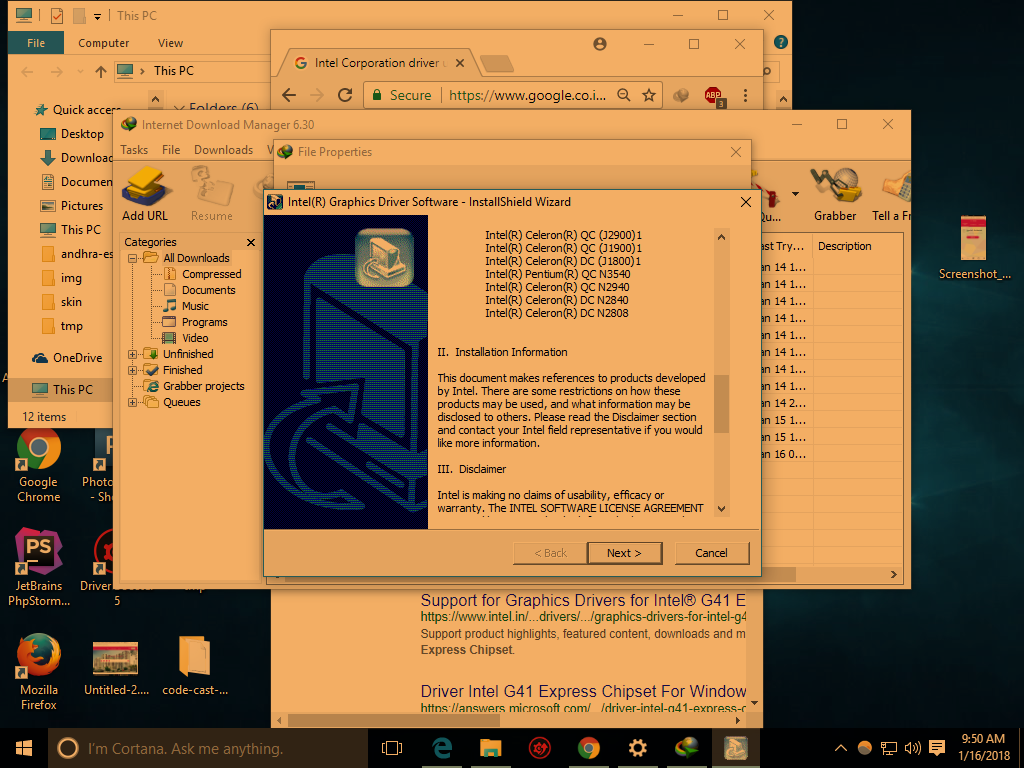 This PC
File
Computer
View
This PC
Quick access
Folders (6)
Desktop
Documents
Pictures
This PC
andhra-es
img
skin
tmp
OneDrive
This PC
12 items
Intel Corporation driver u
Secure
https://www.google.co.i...
ABP
3
Internet Download Manager 6.30
Tasks
File
Downloads
Add URL
Resume
Qu...
Grabber
Tell a Fr
Categories
All Downloads
Compressed
Documents
Music
Programs
Video
Unfinished
Finished
Grabber projects
Queues
ast Try...
Description
an 14 1...
an 14 1...
an 14 1...
an 14 1...
an 14 1...
an 14 1...
an 14 1...
an 14 1...
an 14 2...
an 15 1...
an 15 1...
an 16 0...
File Properties
Intel(R) Graphics Driver Software - InstallShield Wizard
Intel(R) Celeron(R) QC (J2900)1
Intel(R) Celeron(R) QC (J1900)1
Intel(R) Celeron(R) DC (J1800)1
Intel(R) Pentium(R) QC N3540
Intel(R) Celeron(R) QC N2940
Intel(R) Celeron(R) DC N2840
Intel(R) Celeron(R) DC N2808
II. Installation Information
This document makes references to products developed
by Intel. There are some restrictions on how these
products may be used, and what information may be
disclosed to others. Please read the Disclaimer section
and contact your Intel field representative if you would
like more information.
III. Disclaimer
Intel is making no claims of usability, efficacy or
warranty. The INTEL SOFTWARE LICENSE AGREEMENT
< Back
Next >
Cancel
Support for Graphics Drivers for Intel® G41 E
https://www.intel.in/...drivers/.../graphics-drivers-for-intel-g4
Support product highlights, featured content, downloads and m
Express Chipset.
Driver Intel G41 Express Chipset For Window
https://answers.microsoft.com/.../driver-intel-g41-express-c
Screenshot_...
Google
Chrome
Photo
- Sh
PS
JetBrains
PhpStorm...
Driver
5
Mozilla
Firefox
Untitled-2....
code-cast-...
I'm Cortana. Ask me anything.
9:50 AM
1/16/2018